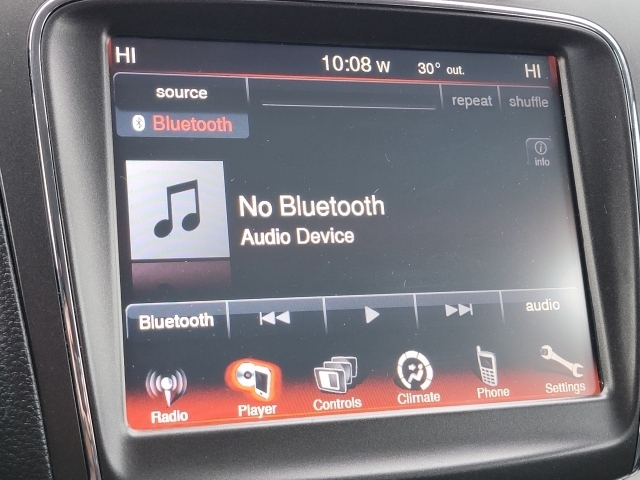 HI 10:08 W 30° out. HI
source repeat shuffle
Bluetooth
info
No Bluetooth
Audio Device
Bluetooth audio
Radio Player Controls Climate Phone Settings